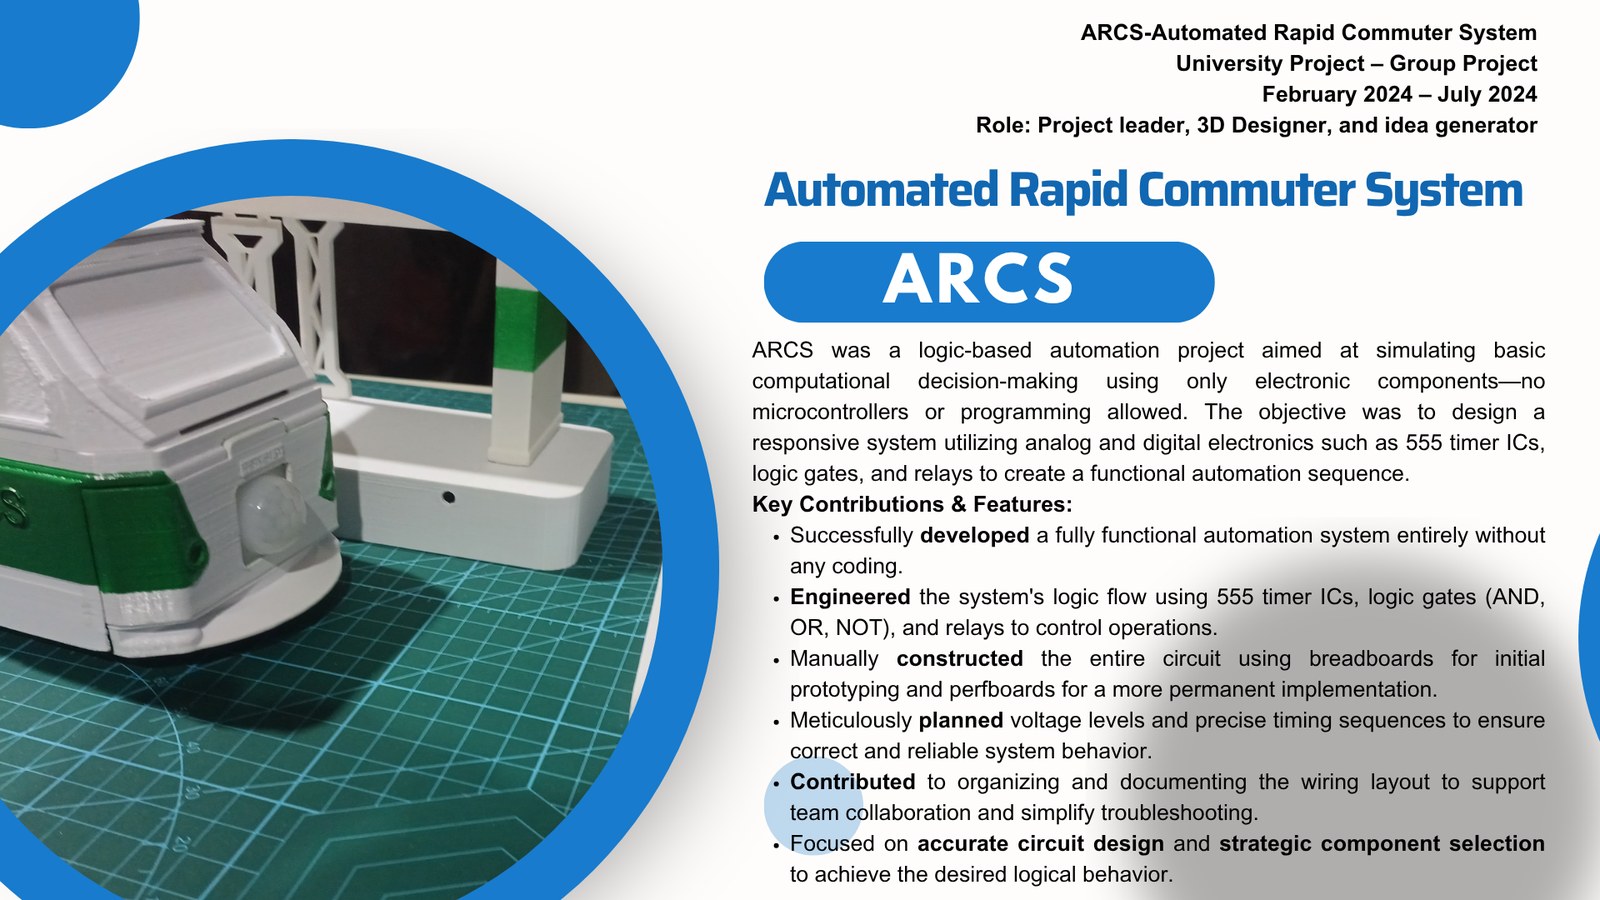 ARCS-Automated Rapid Commuter System
University Project – Group Project
February 2024 – July 2024
Role: Project leader, 3D Designer, and idea generator
Automated Rapid Commuter System
ARCS
ARCS was a logic-based automation project aimed at simulating basic
computational decision-making using only electronic components—no
microcontrollers or programming allowed. The objective was to design a
responsive system utilizing analog and digital electronics such as 555 timer ICs,
logic gates, and relays to create a functional automation sequence.
Key Contributions & Features:
• Successfully developed a fully functional automation system entirely without
any coding.
• Engineered the system's logic flow using 555 timer ICs, logic gates (AND,
OR, NOT), and relays to control operations.
• Manually constructed the entire circuit using breadboards for initial
prototyping and perfboards for a more permanent implementation.
• Meticulously planned voltage levels and precise timing sequences to ensure
correct and reliable system behavior.
• Contributed to organizing and documenting the wiring layout to support
team collaboration and simplify troubleshooting.
• Focused on accurate circuit design and strategic component selection
to achieve the desired logical behavior.
S
40
30
20